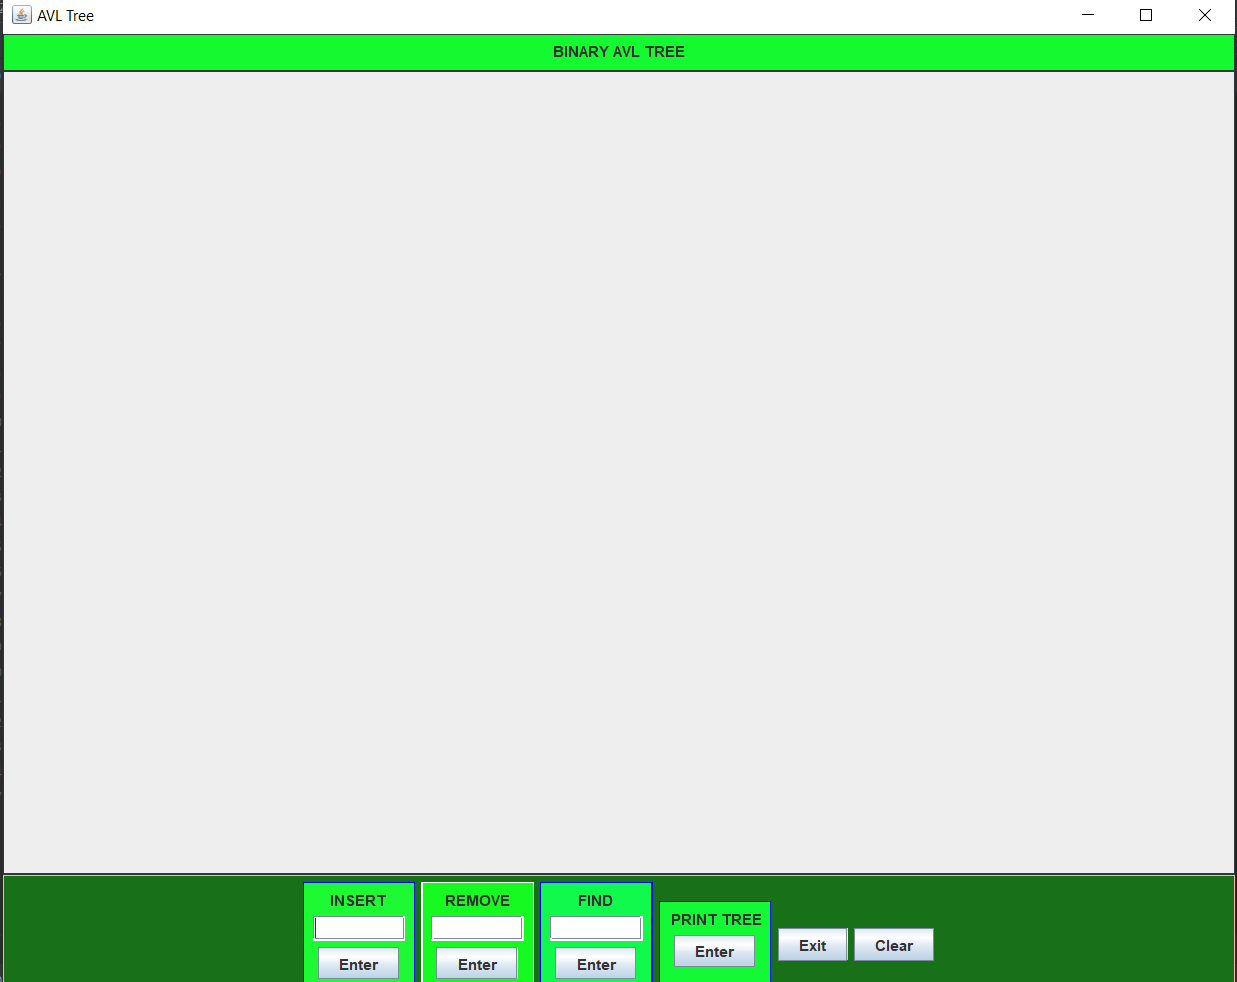 AVL Tree
BINARY AVL TREE
INSERT
Enter
REMOVE
Enter
FIND
Enter
PRINT TREE
Enter
Exit
Clear